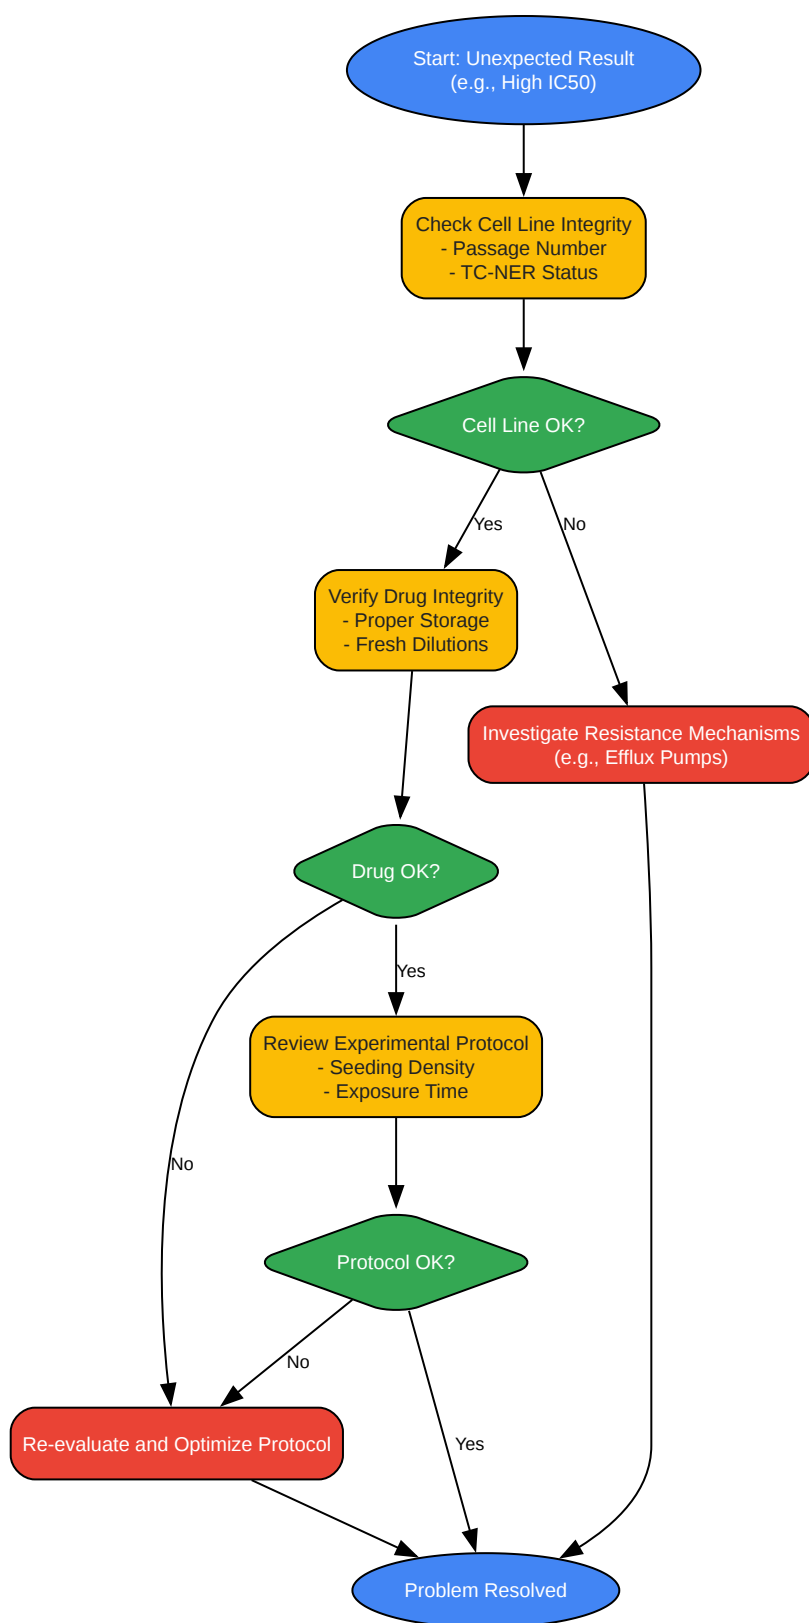 Start: Unexpected Result
(e.g., High IC50)
Check Cell Line Integrity
- Passage Number
- TC-NER Status
Cell Line OK?
Yes
No
Verify Drug Integrity
- Proper Storage
- Fresh Dilutions
Investigate Resistance Mechanisms
(e.g., Efflux Pumps)
Drug OK?
Yes
Review Experimental Protocol
- Seeding Density
- Exposure Time
No
Protocol OK?
No
Yes
Re-evaluate and Optimize Protocol
Problem Resolved